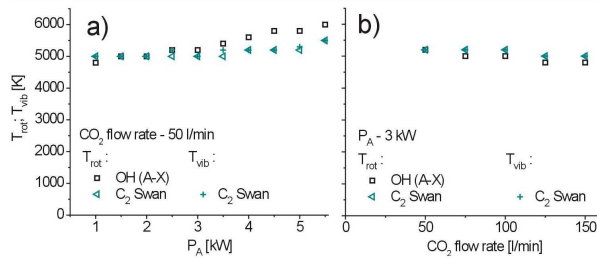 a)
b)
6000
5000
4000
3000
2000
1000
0
T_rot; T_vib [K]
CO₂ flow rate - 50 l/min
T_rot : T_vib :
OH (A-X)
C₂ Swan C₂ Swan
1 2 3 4 5
P_A [kW]
P_A - 3 kW
T_rot : T_vib :
OH (A-X)
C₂ Swan C₂ Swan
0 50 100 150
CO₂ flow rate [l/min]